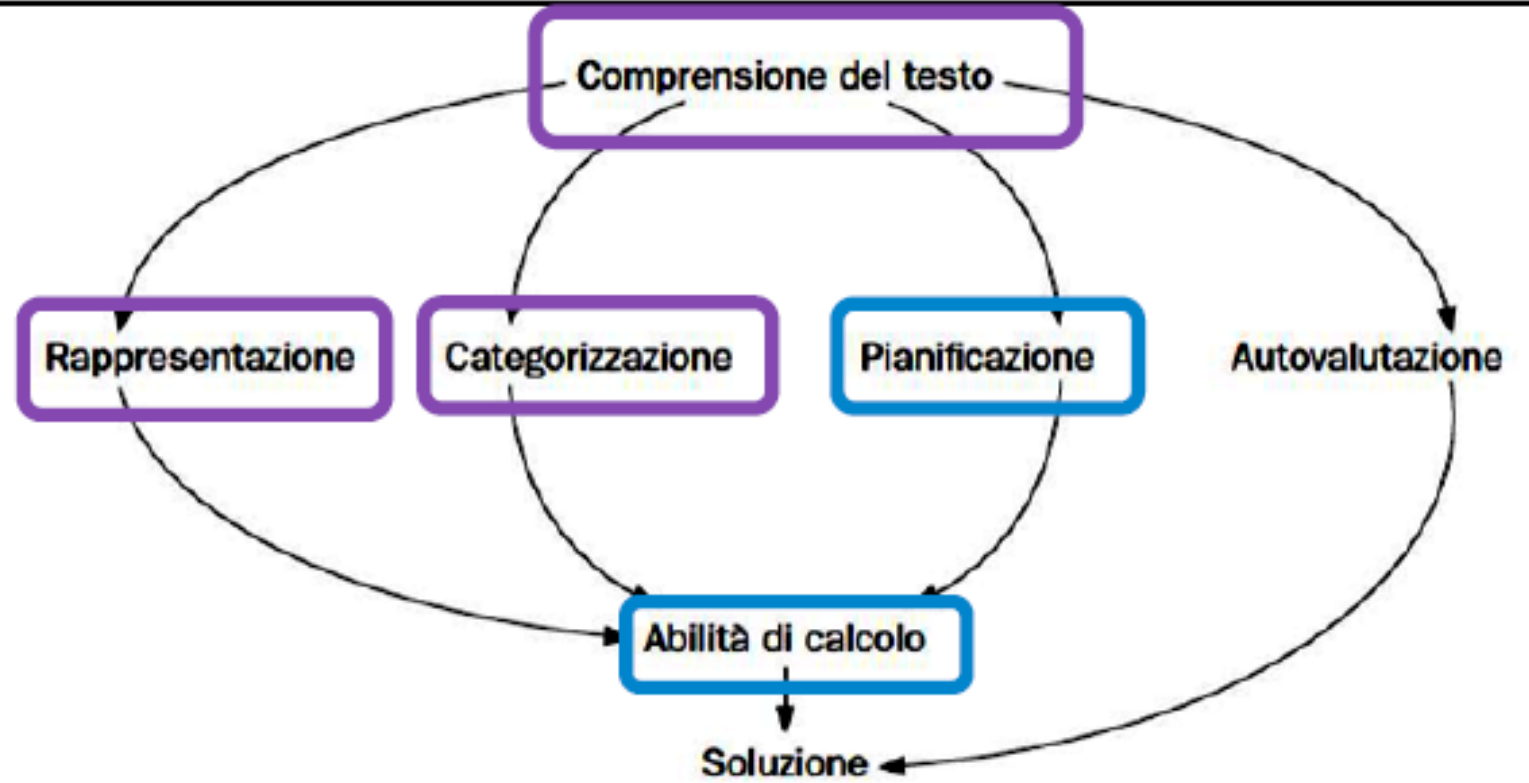 Comprensione del testo
Rappresentazione
Categorizzazione
Pianificazione
Autovalutazione
Abilità di calcolo
Soluzione